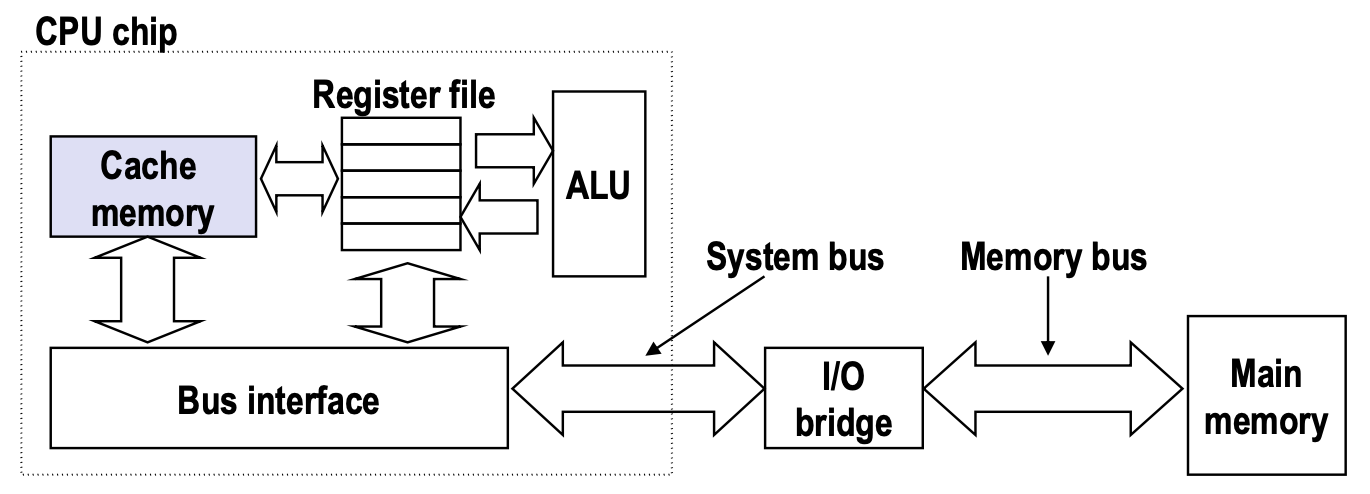 CPU chip
Register file
Cache
memory
ALU
System bus
Memory bus
Bus interface
I/O
bridge
Main
memory